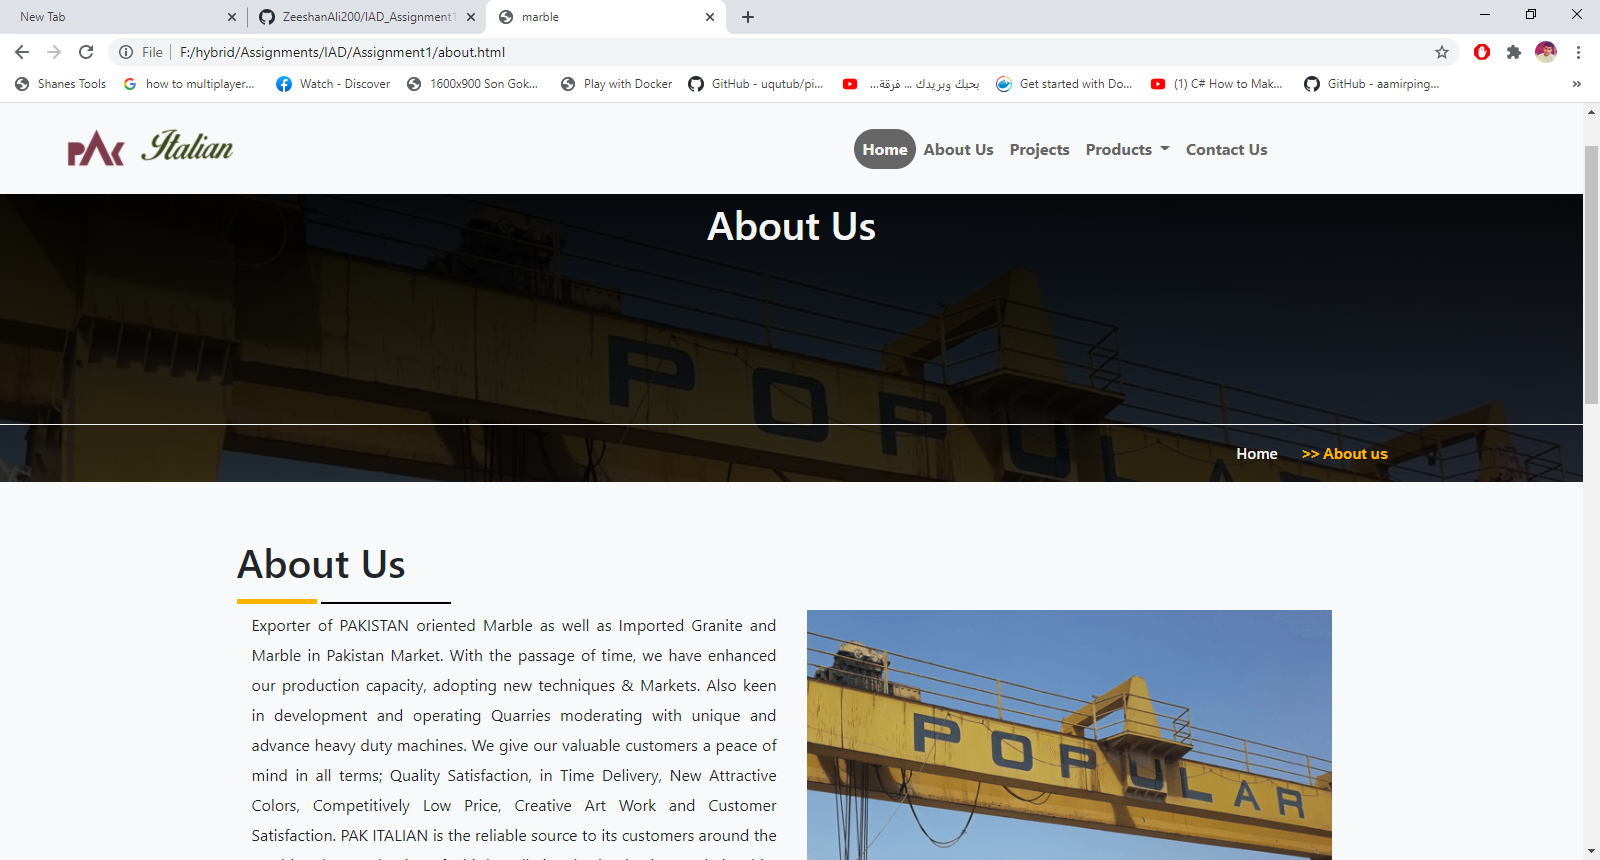 New Tab
ZeeshanAli200/IAD_Assignment1
marble
File
F:/hybrid/Assignments/IAD/Assignment1/about.html
Shanes Tools
how to multiplayer...
Watch - Discover
1600x900 Son Gok...
Play with Docker
GitHub - uqutub/pi...
بحبك وبريدك ... فرقة...
Get started with Do...
(1) C# How to Mak...
GitHub - aamirping...
»
PAK Italian
Home
About Us
Projects
Products
Contact Us
About Us
POPULAR
Home
>> About us
About Us
Exporter of PAKISTAN oriented Marble as well as Imported Granite and
Marble in Pakistan Market. With the passage of time, we have enhanced
our production capacity, adopting new techniques & Markets. Also keen
in development and operating Quarries moderating with unique and
advance heavy duty machines. We give our valuable customers a peace of
mind in all terms; Quality Satisfaction, in Time Delivery, New Attractive
Colors, Competitively Low Price, Creative Art Work and Customer
Satisfaction. PAK ITALIAN is the reliable source to its customers around the
POPULAR